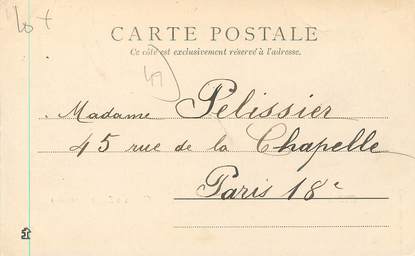 CARTE POSTALE
Ce côté est exclusivement réservé à l'adresse.
Madame Pelissier
45 rue de la Chapelle
Paris 18e